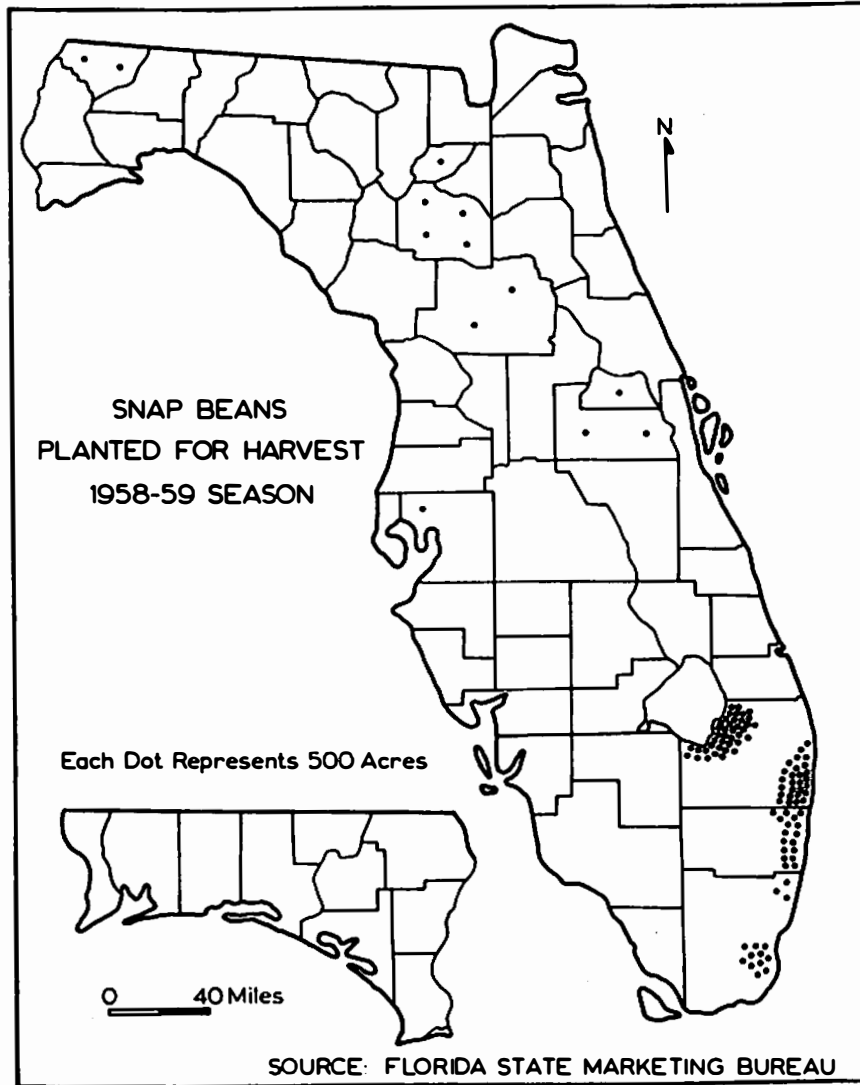 N
SNAP BEANS
PLANTED FOR HARVEST
1958-59 SEASON
Each Dot Represents 500 Acres
0 40 Miles
SOURCE: FLORIDA STATE MARKETING BUREAU